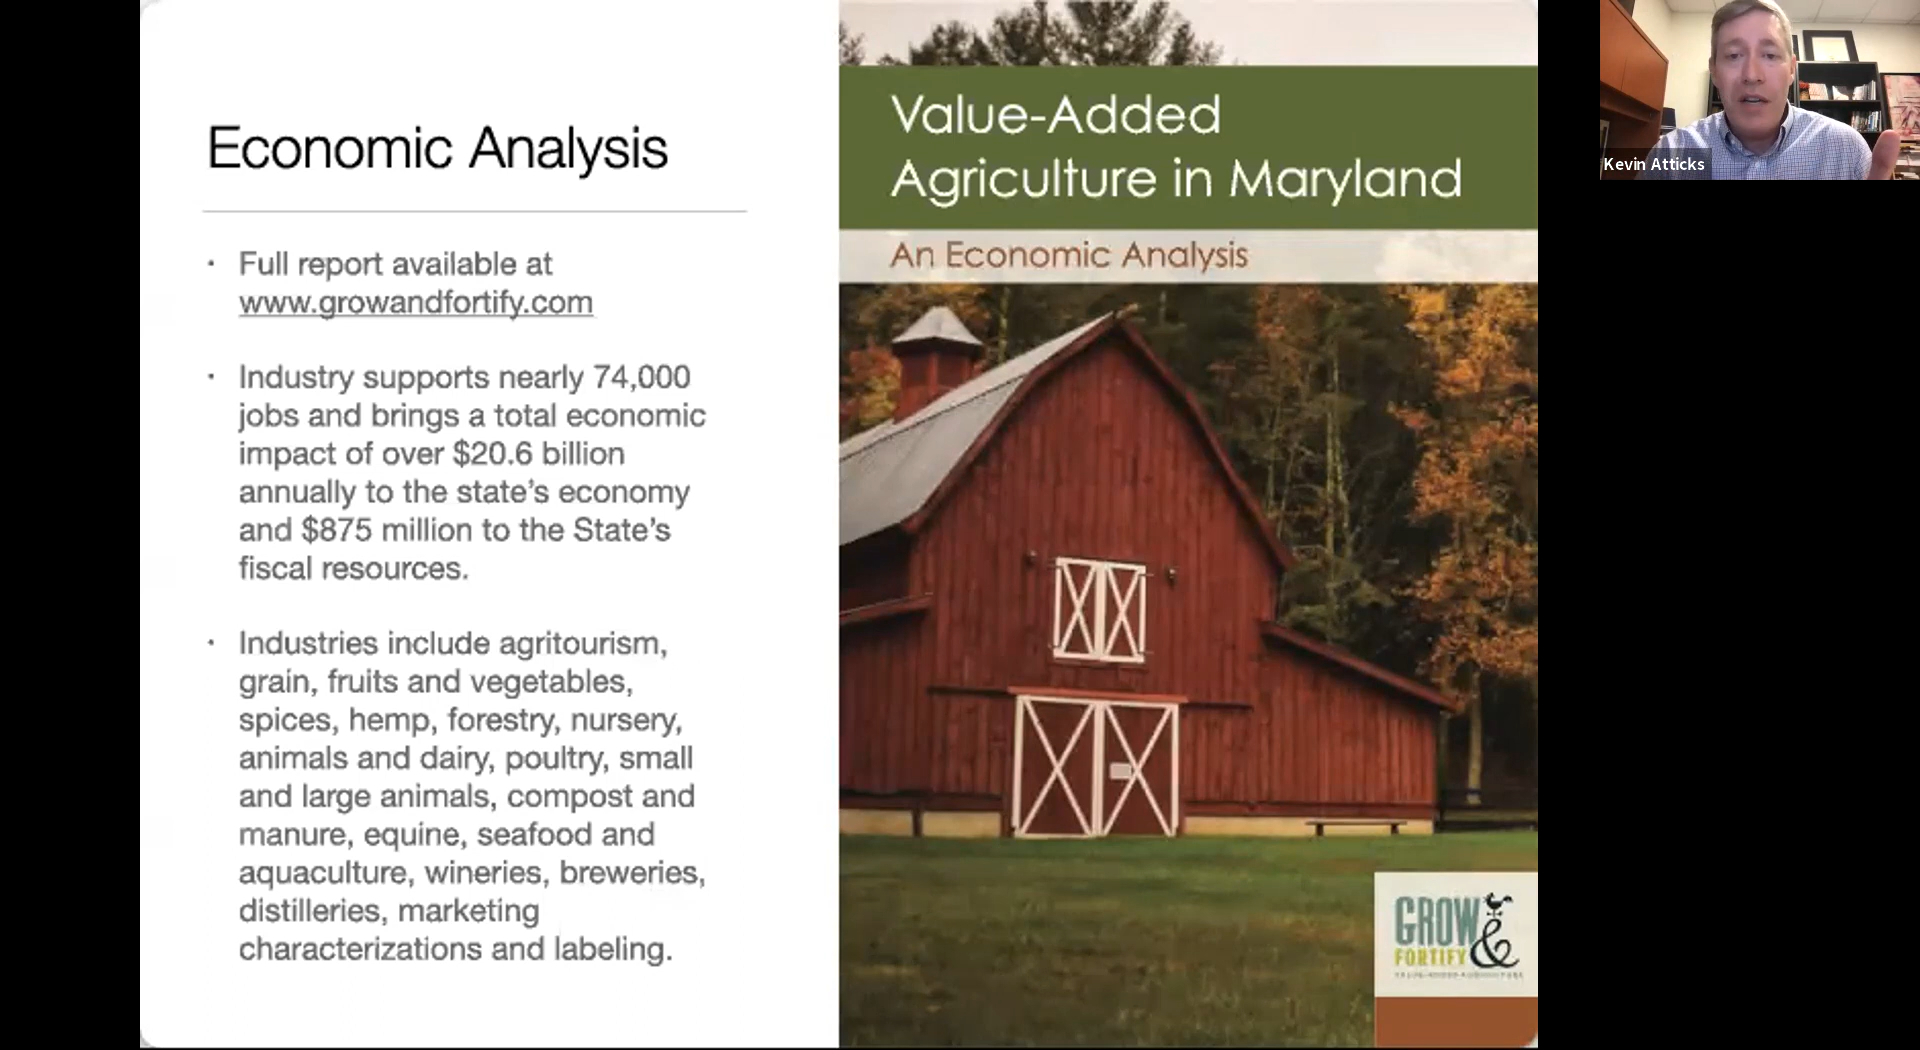 Economic Analysis
• Full report available at
www.growandfortify.com
• Industry supports nearly 74,000
jobs and brings a total economic
impact of over $20.6 billion
annually to the state's economy
and $875 million to the State's
fiscal resources.
• Industries include agritourism,
grain, fruits and vegetables,
spices, hemp, forestry, nursery,
animals and dairy, poultry, small
and large animals, compost and
manure, equine, seafood and
aquaculture, wineries, breweries,
distilleries, marketing
characterizations and labeling.
Value-Added
Agriculture in Maryland
An Economic Analysis
GROW &
FORTIFY
VALUE-ADDED AGRICULTURE
Kevin Atticks